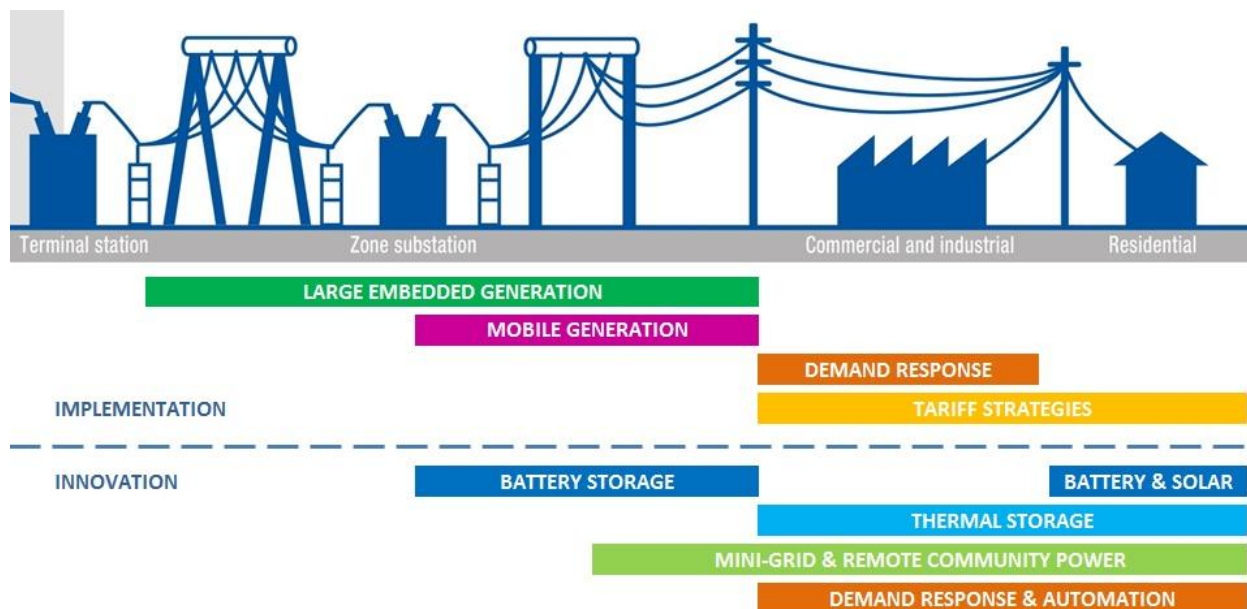 Terminal station
Zone substation
Commercial and industrial
Residential
LARGE EMBEDDED GENERATION
MOBILE GENERATION
DEMAND RESPONSE
IMPLEMENTATION
TARIFF STRATEGIES
INNOVATION
BATTERY STORAGE
BATTERY & SOLAR
THERMAL STORAGE
MINI-GRID & REMOTE COMMUNITY POWER
DEMAND RESPONSE & AUTOMATION